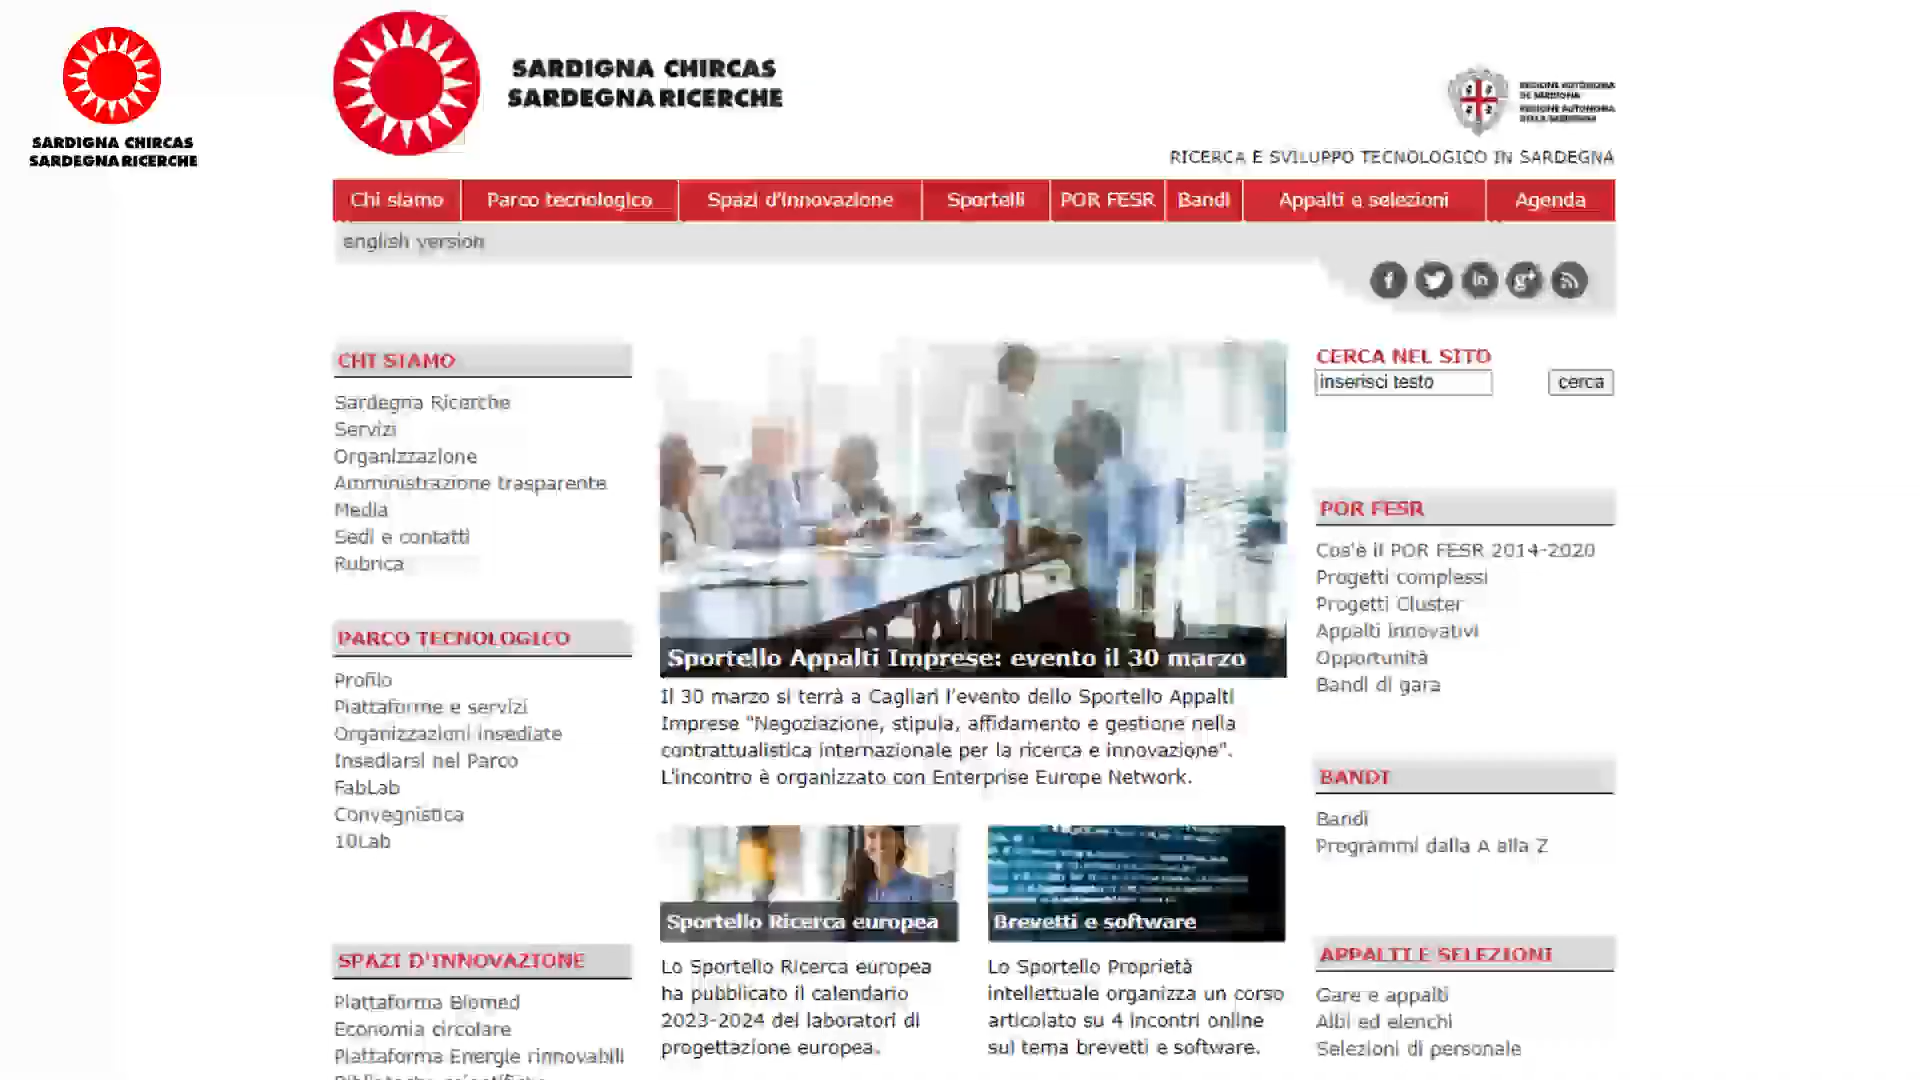 SARDIGNA CHIRCAS
SARDEGNA RICERCHE
SARDIGNA CHIRCAS
SARDEGNA RICERCHE
REGIONE AUTÒNOMA
DE SARDIGNA
REGIONE AUTONOMA
DELLA SARDEGNA
RICERCA E SVILUPPO TECNOLOGICO IN SARDEGNA
Chi siamo
Parco tecnologico
Spazi d'innovazione
Sportelli
POR FESR
Bandi
Appalti e selezioni
Agenda
english version
CHI SIAMO
Sardegna Ricerche
Servizi
Organizzazione
Amministrazione trasparente
Media
Sedi e contatti
Rubrica
PARCO TECNOLOGICO
Profilo
Piattaforme e servizi
Organizzazioni insediate
Insediarsi nel Parco
FabLab
Convegnistica
10Lab
SPAZI D'INNOVAZIONE
Piattaforma Biomed
Economia circolare
Piattaforma Energie rinnovabili
Sportello Appalti Imprese: evento il 30 marzo
Il 30 marzo si terrà a Cagliari l'evento dello Sportello Appalti
Imprese "Negoziazione, stipula, affidamento e gestione nella
contrattualistica internazionale per la ricerca e innovazione".
L'incontro è organizzato con Enterprise Europe Network.
Sportello Ricerca europea
Lo Sportello Ricerca europea
ha pubblicato il calendario
2023-2024 dei laboratori di
progettazione europea.
Brevetti e software
Lo Sportello Proprietà
intellettuale organizza un corso
articolato su 4 incontri online
sul tema brevetti e software.
CERCA NEL SITO
inserisci testo
cerca
POR FESR
Cos'è il POR FESR 2014-2020
Progetti complessi
Progetti Cluster
Appalti innovativi
Opportunità
Bandi di gara
BANDI
Bandi
Programmi dalla A alla Z
APPALTI E SELEZIONI
Gare e appalti
Albi ed elenchi
Selezioni di personale